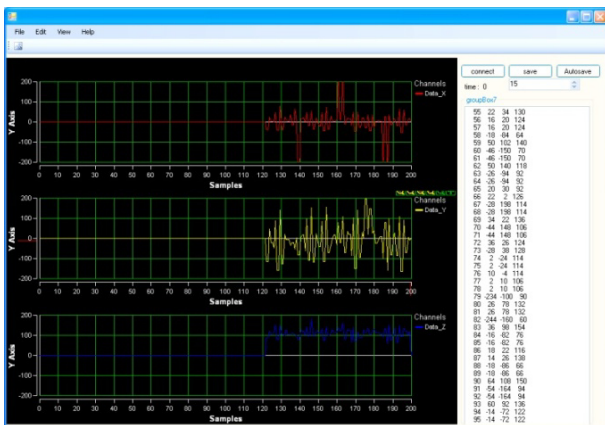 File Edit View Help
connect save Autosave
time : 0 15
groupBox7
Channels
Data_X
Y Axis
200
100
0
-100
-200
0 10 20 30 40 50 60 70 80 90 100 110 120 130 140 150 160 170 180 190 200
Samples
Channels
Data_Y
Y Axis
200
100
0
-100
-200
0 10 20 30 40 50 60 70 80 90 100 110 120 130 140 150 160 170 180 190 200
Samples
Channels
Data_Z
Y Axis
200
100
0
-100
-200
0 10 20 30 40 50 60 70 80 90 100 110 120 130 140 150 160 170 180 190 200
Samples
55 22 34 130
56 16 20 124
57 16 20 124
58 -18 -84 64
59 50 102 140
60 -46 -150 70
61 -46 -150 70
62 50 140 118
63 -26 -94 92
64 -26 -94 92
65 20 30 92
66 22 2 126
67 -28 198 114
68 -28 198 114
69 34 22 136
70 -44 148 106
71 -44 148 106
72 36 26 124
73 -28 38 128
74 2 -24 114
75 2 -24 114
76 10 -4 114
77 2 10 106
78 2 10 106
79 -234 -100 90
80 26 78 132
81 26 78 132
82 -244 -160 60
83 36 98 154
84 -16 -82 76
85 -16 -82 76
86 18 22 116
87 14 26 138
88 -18 -86 66
89 -18 -86 66
90 64 108 150
91 -54 -164 94
92 -54 -164 94
93 60 92 136
94 -14 -72 122
95 -14 -72 122